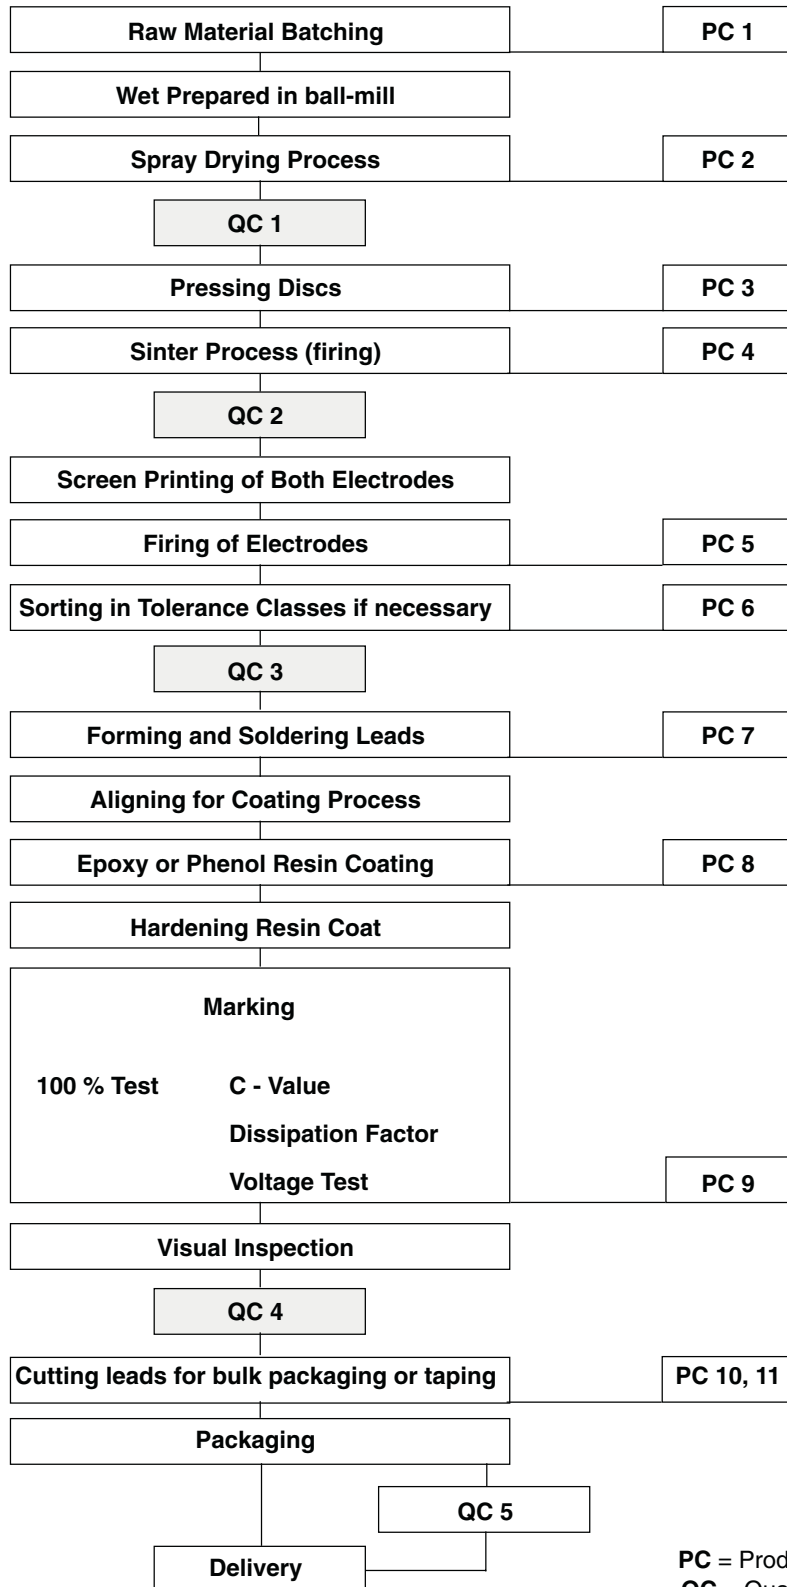 Raw Material Batching PC 1
Wet Prepared in ball-mill
Spray Drying Process PC 2
QC 1
Pressing Discs PC 3
Sinter Process (firing) PC 4
QC 2
Screen Printing of Both Electrodes
Firing of Electrodes PC 5
Sorting in Tolerance Classes if necessary PC 6
QC 3
Forming and Soldering Leads PC 7
Aligning for Coating Process
Epoxy or Phenol Resin Coating PC 8
Hardening Resin Coat
Marking
100 % Test C - Value
Dissipation Factor
Voltage Test PC 9
Visual Inspection
QC 4
Cutting leads for bulk packaging or taping PC 10, 11
Packaging
QC 5
Delivery PC = Prod